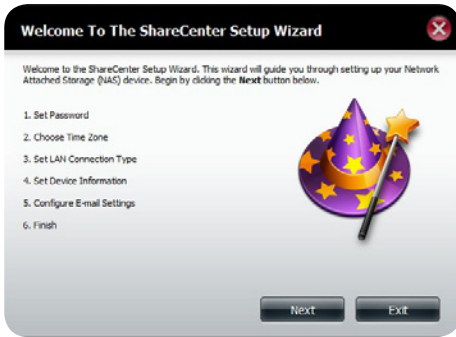 Welcome To The ShareCenter Setup Wizard
Welcome to the ShareCenter Setup Wizard. This wizard will guide you through setting up your Network
Attached Storage (NAS) device. Begin by clicking the Next button below.
1. Set Password
2. Choose Time Zone
3. Set LAN Connection Type
4. Set Device Information
5. Configure E-mail Settings
6. Finish
Next Exit